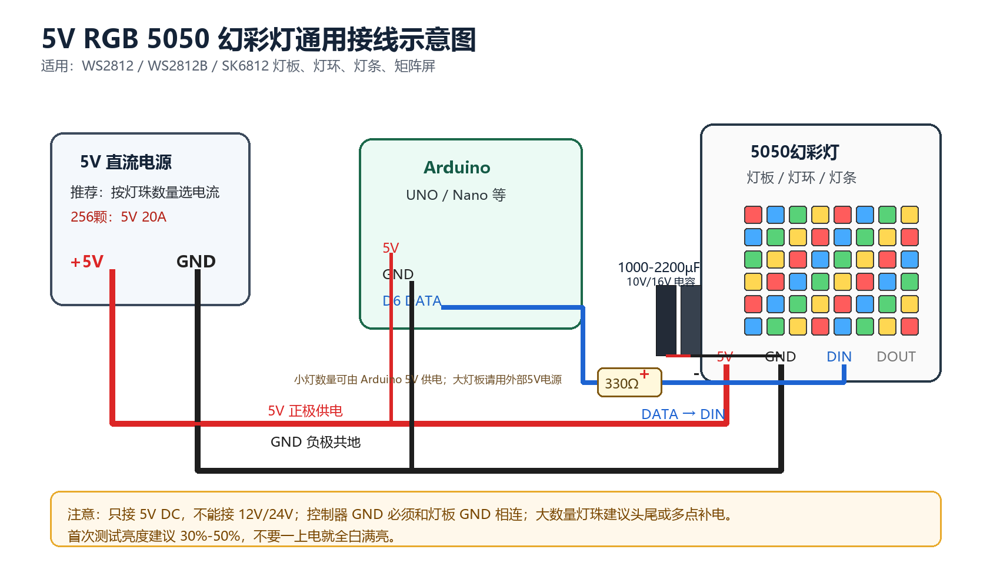 5V RGB 5050 幻彩灯通用接线示意图
适用：WS2812 / WS2812B / SK6812 灯板、灯环、灯条、矩阵屏
5V 直流电源
推荐：按灯珠数量选电流
256颗：5V 20A
+5V
GND
Arduino
UNO / Nano 等
5V
GND
D6 DATA
5050幻彩灯
灯板 / 灯环 / 灯条
1000-2200μF
10V/16V 电容
5V
GND
DIN
DOUT
+
-
330Ω
小灯数量可由 Arduino 5V 供电；大灯板请用外部5V电源
5V 正极供电
DATA → DIN
GND 负极共地
注意：只接 5V DC，不能接 12V/24V；控制器 GND 必须和灯板 GND 相连；大数量灯珠建议头尾或多点补电。
首次测试亮度建议 30%-50%，不要一上电就全白满亮。